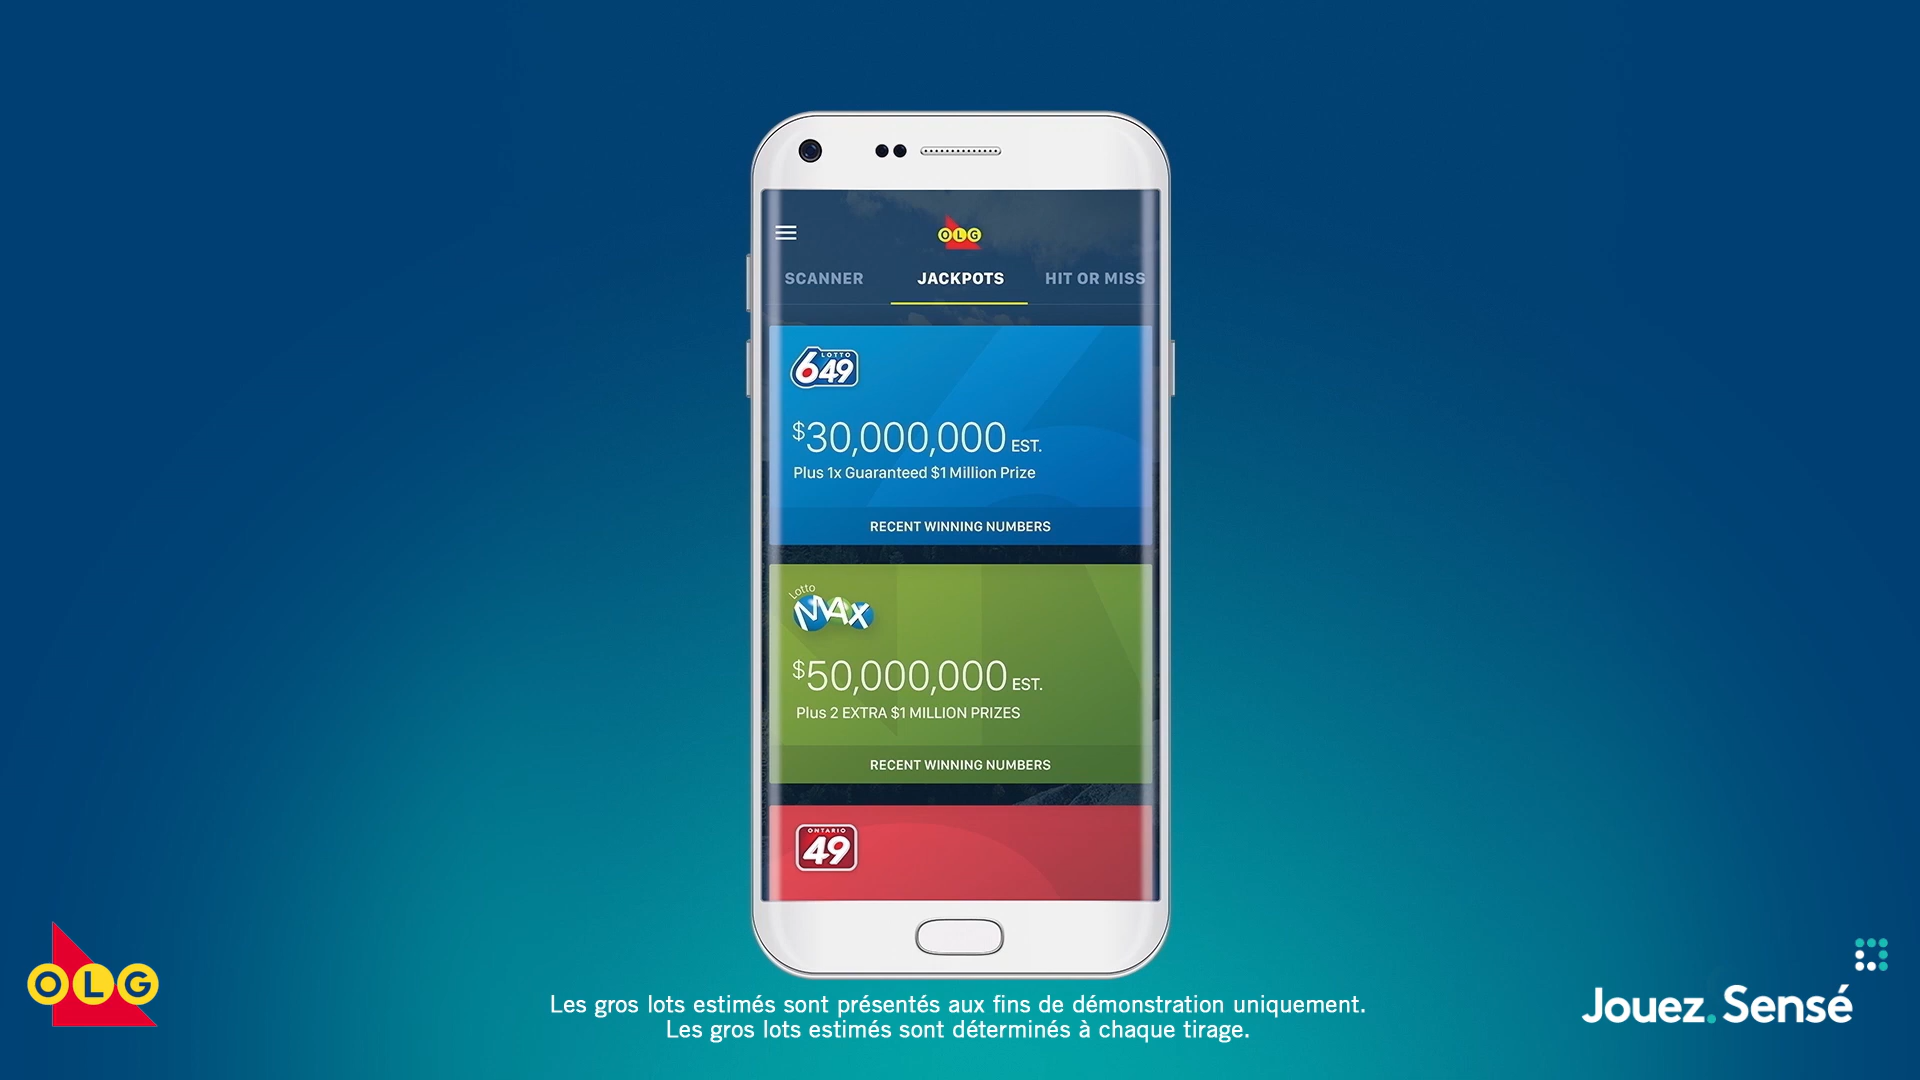 OLG
SCANNER JACKPOTS HIT OR MISS
LOTTO
649
$30,000,000 EST.
Plus 1x Guaranteed $1 Million Prize
RECENT WINNING NUMBERS
Lotto
MAX
$50,000,000 EST.
Plus 2 EXTRA $1 MILLION PRIZES
RECENT WINNING NUMBERS
ONTARIO
49
OLG
Les gros lots estimés sont présentés aux fins de démonstration uniquement.
Les gros lots estimés sont déterminés à chaque tirage.
Jouez.Sensé